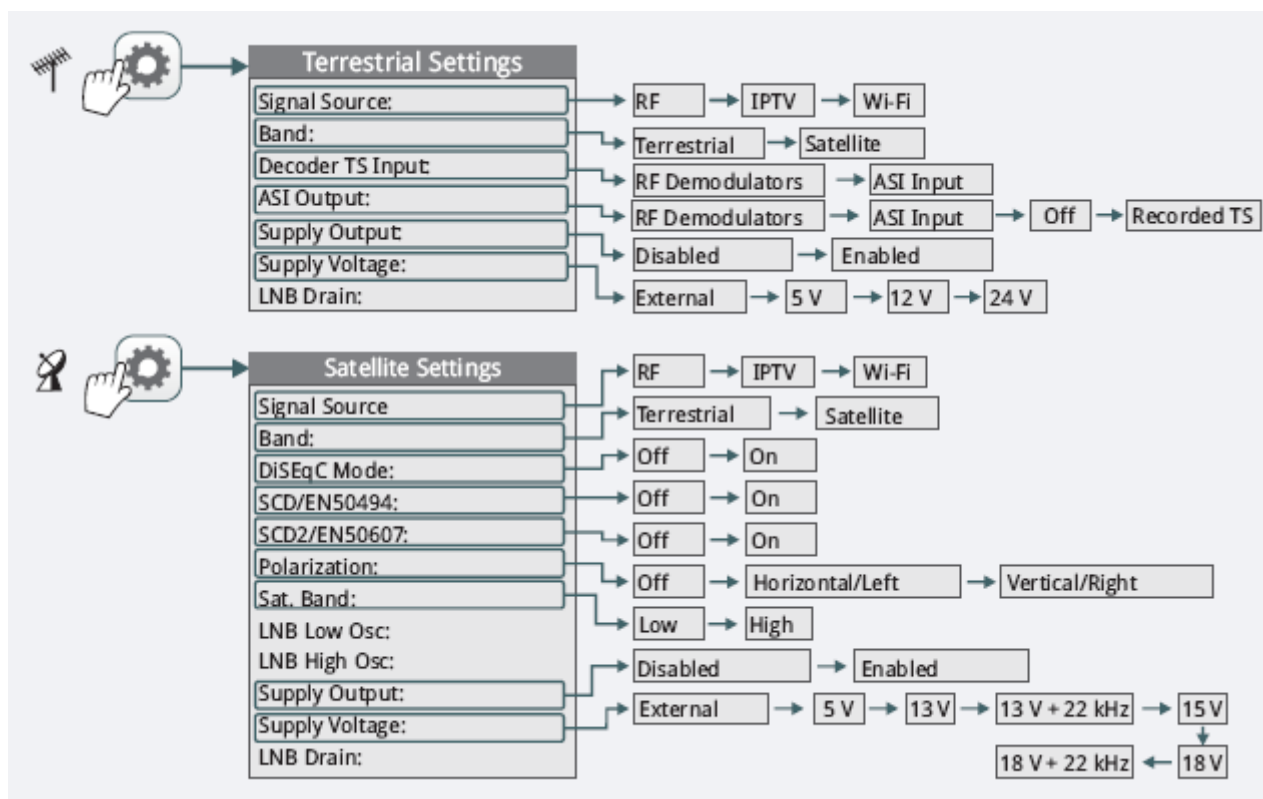 Terrestrial Settings
Signal Source: RF IPTV Wi-Fi
Band: Terrestrial Satellite
Decoder TS Input: RF Demodulators ASI Input
ASI Output: RF Demodulators ASI Input Off Recorded TS
Supply Output: Disabled Enabled
Supply Voltage: External 5 V 12 V 24 V
LNB Drain:
Satellite Settings
Signal Source RF IPTV Wi-Fi
Band: Terrestrial Satellite
DiSEqC Mode: Off On
SCD/EN50494: Off On
SCD2/EN50607: Off On
Polarization: Off Horizontal/Left Vertical/Right
Sat. Band: Low High
LNB Low Osc:
LNB High Osc:
Supply Output: Disabled Enabled
Supply Voltage: External 5 V 13 V 13 V + 22 kHz 15 V
LNB Drain: 18 V + 22 kHz 18 V